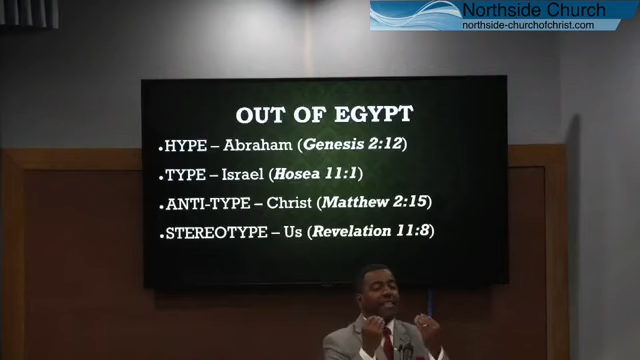 Northside Church
northside-churchofchrist.com
OUT OF EGYPT
•HYPE – Abraham (Genesis 2:12)
•TYPE – Israel (Hosea 11:1)
•ANTI-TYPE – Christ (Matthew 2:15)
•STEREOTYPE – Us (Revelation 11:8)